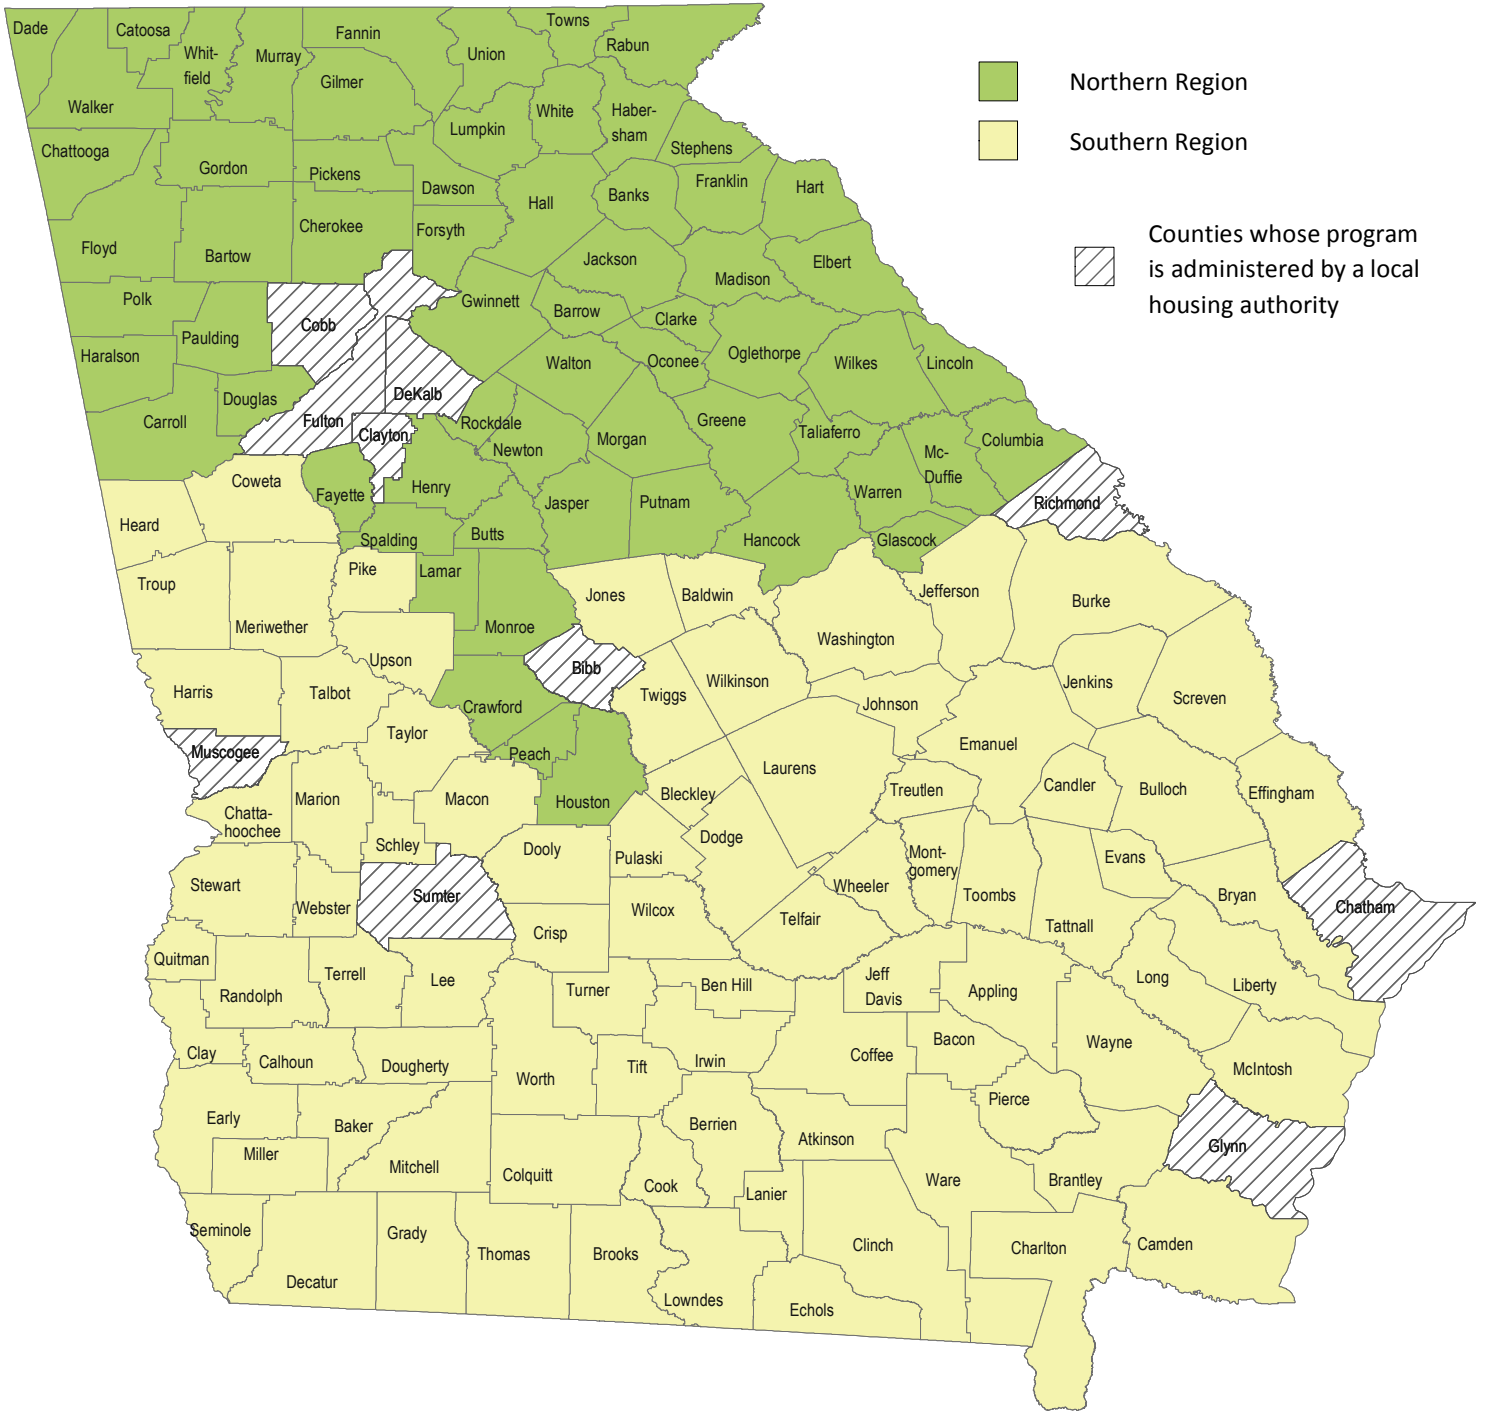 Dade
Catoosa
Whit-
field
Murray
Fannin
Gilmer
Union
Towns
Rabun
Walker
White
Haber-
sham
Lumpkin
Stephens
Chattooga
Gordon
Pickens
Dawson
Hall
Banks
Franklin
Hart
Floyd
Bartow
Cherokee
Forsyth
Jackson
Madison
Elbert
Polk
Paulding
Cobb
Gwinnett
Barrow
Clarke
Haralson
Walton
Oconee
Oglethorpe
Wilkes
Lincoln
Carroll
Douglas
Fulton
DeKalb
Clayton
Rockdale
Newton
Morgan
Greene
Taliaferro
Mc-
Duffie
Columbia
Coweta
Fayette
Henry
Jasper
Putnam
Warren
Richmond
Heard
Spalding
Butts
Hancock
Glascock
Troup
Meriwether
Pike
Lamar
Monroe
Jones
Baldwin
Jefferson
Burke
Washington
Upson
Bibb
Twiggs
Wilkinson
Jenkins
Screven
Harris
Talbot
Crawford
Johnson
Taylor
Muscogee
Peach
Emanuel
Laurens
Houston
Bleckley
Treutlen
Candler
Bulloch
Effingham
Chatta-
hoochee
Marion
Macon
Schley
Dooly
Pulaski
Dodge
Mont-
gomery
Evans
Stewart
Webster
Sumter
Wilcox
Wheeler
Toombs
Bryan
Chatham
Crisp
Telfair
Tattnall
Quitman
Randolph
Terrell
Lee
Turner
Ben Hill
Jeff
Davis
Appling
Long
Liberty
Clay
Calhoun
Dougherty
Worth
Tift
Irwin
Coffee
Bacon
Wayne
McIntosh
Early
Baker
Berrien
Pierce
Miller
Mitchell
Colquitt
Atkinson
Glynn
Cook
Lanier
Ware
Brantley
Seminole
Decatur
Grady
Thomas
Brooks
Lowndes
Clinch
Echols
Charlton
Camden
Northern Region
Southern Region
Counties whose program
is administered by a local
housing authority